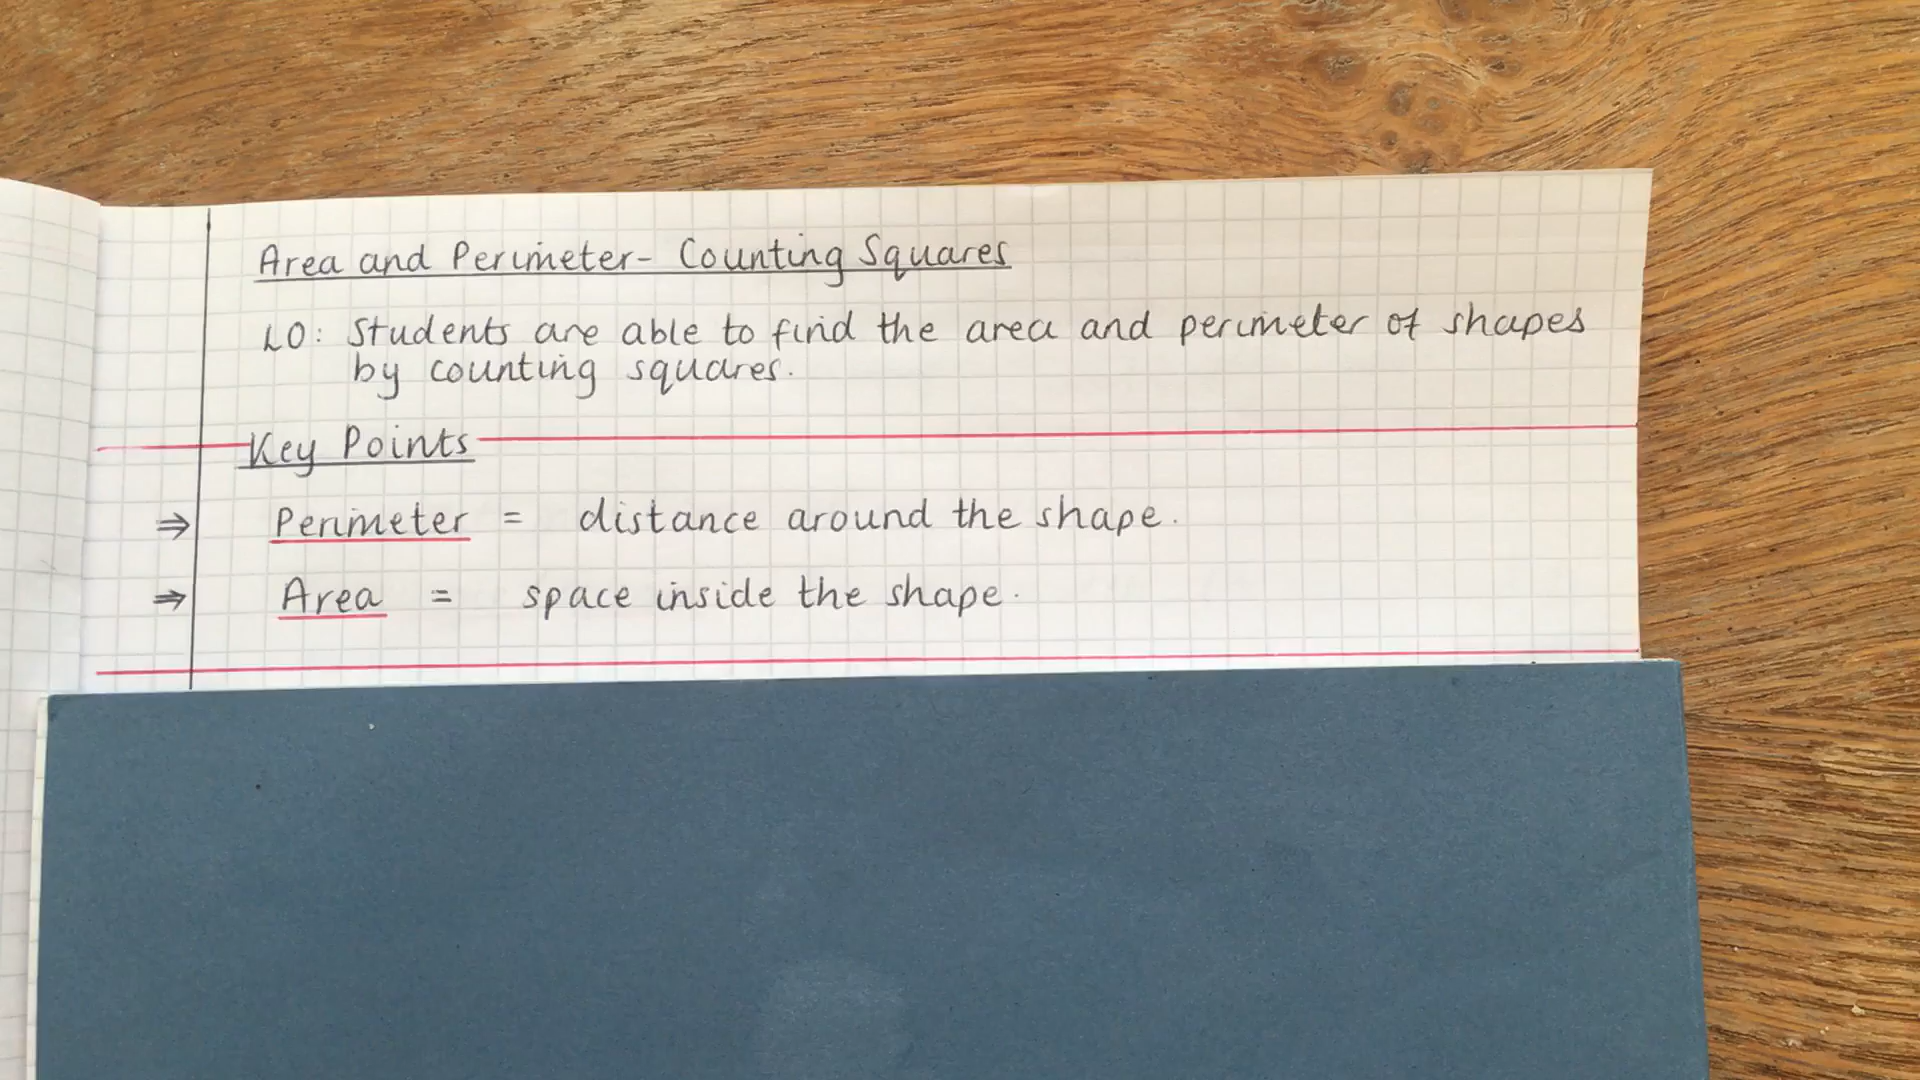 Area and Perimeter- Counting Squares
LO: Students are able to find the area and perimeter of shapes
by counting squares.
Key Points
⇒ Perimeter = distance around the shape.
⇒ Area = space inside the shape.